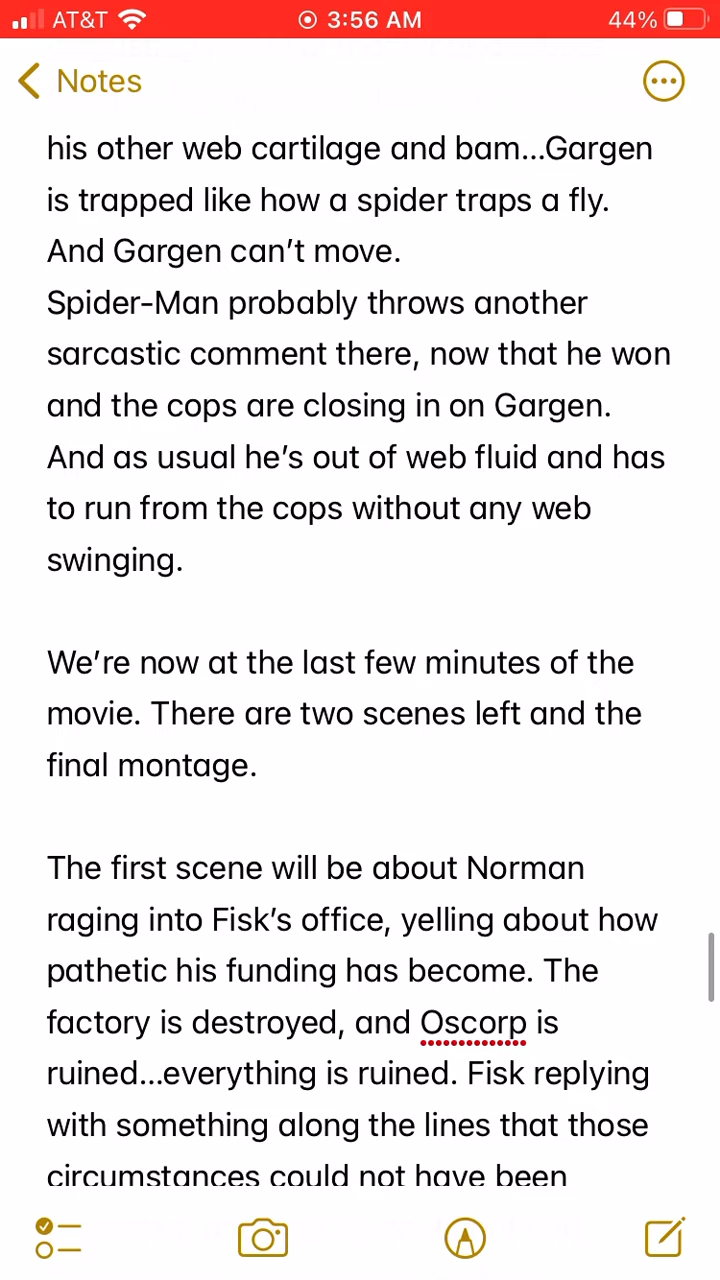 AT&T 3:56 AM 44%
Notes
his other web cartilage and bam...Gargen
is trapped like how a spider traps a fly.
And Gargen can't move.
Spider-Man probably throws another
sarcastic comment there, now that he won
and the cops are closing in on Gargen.
And as usual he's out of web fluid and has
to run from the cops without any web
swinging.
We're now at the last few minutes of the
movie. There are two scenes left and the
final montage.
The first scene will be about Norman
raging into Fisk's office, yelling about how
pathetic his funding has become. The
factory is destroyed, and Oscorp is
ruined...everything is ruined. Fisk replying
with something along the lines that those
circumstances could not have been